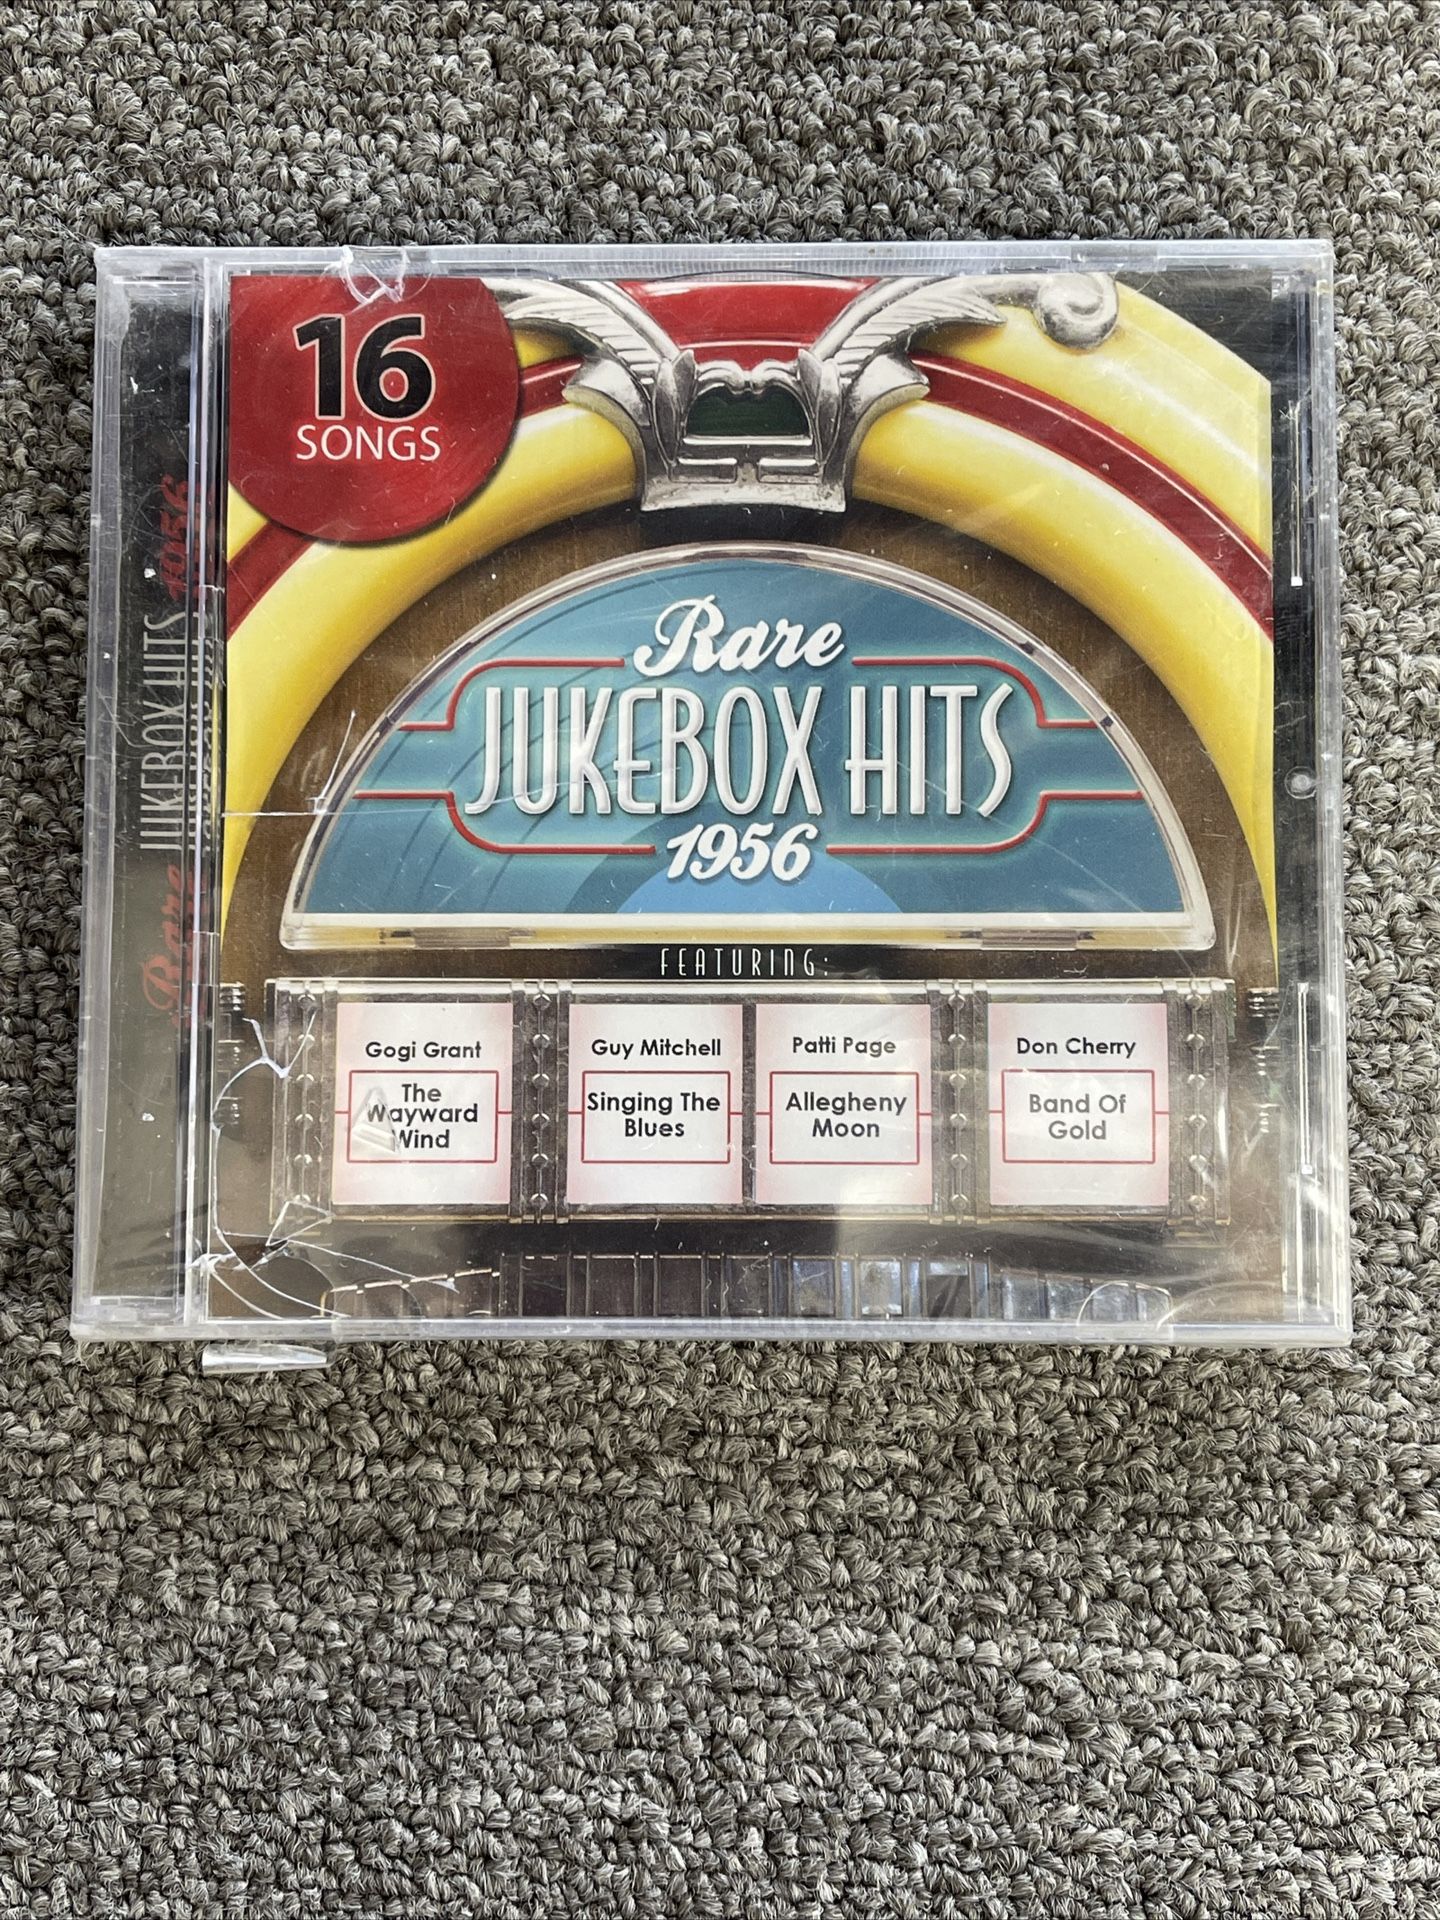 16
SONGS
Rare
JUKEBOX HITS
1956
FEATURING:
Gogi Grant
The
Wayward
Wind
Guy Mitchell
Singing The
Blues
Patti Page
Allegheny
Moon
Don Cherry
Band Of
Gold
Rare JUKEBOX HITS 1956